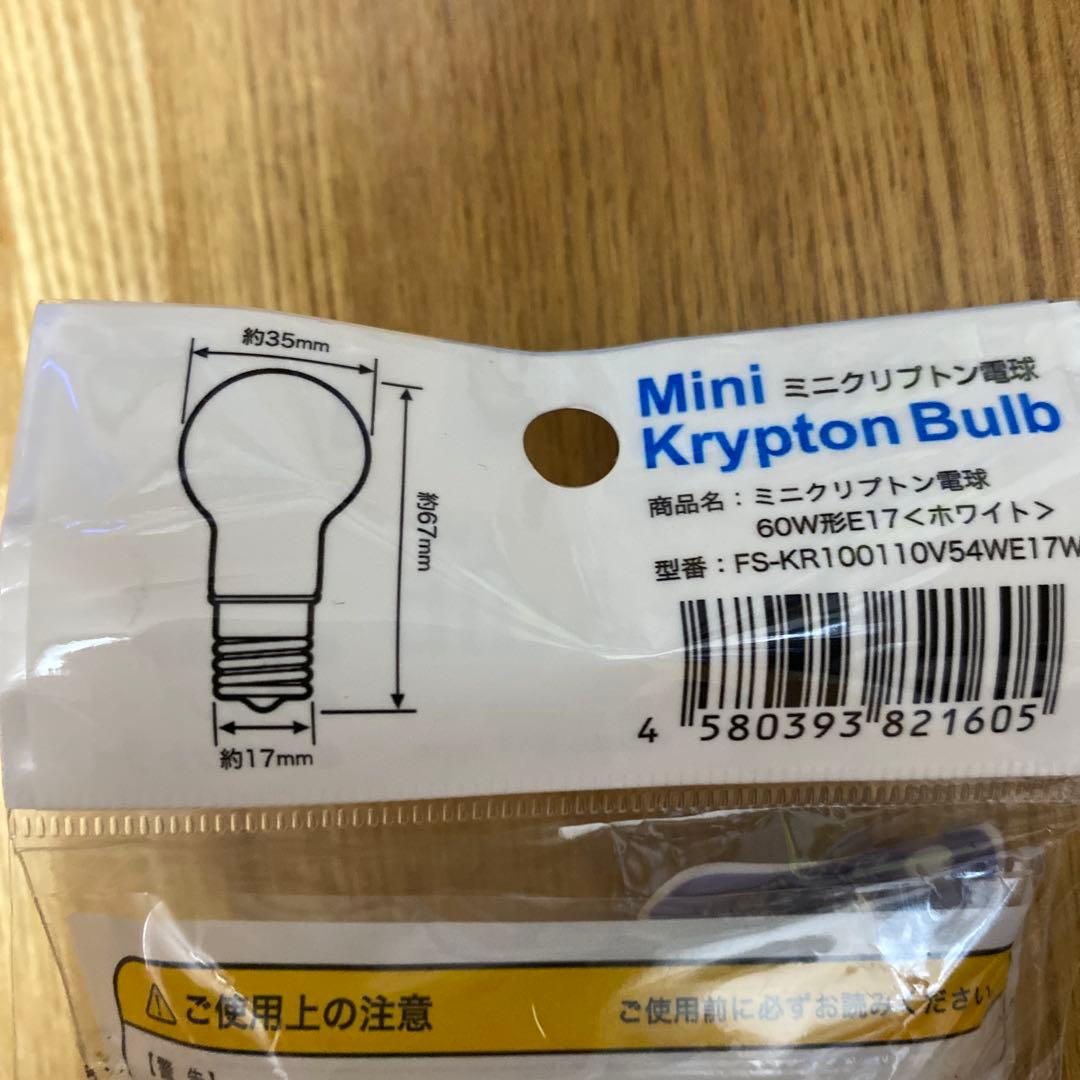 約35mm
約67mm
約17mm
Mini ミニクリプトン電球
Krypton Bulb
商品名：ミニクリプトン電球
60W形E17＜ホワイト＞
型番：FS-KR100110V54WE17W
4 580393 821605
⚠ご使用上の注意 ご使用前に必ずお読みください
【警告】